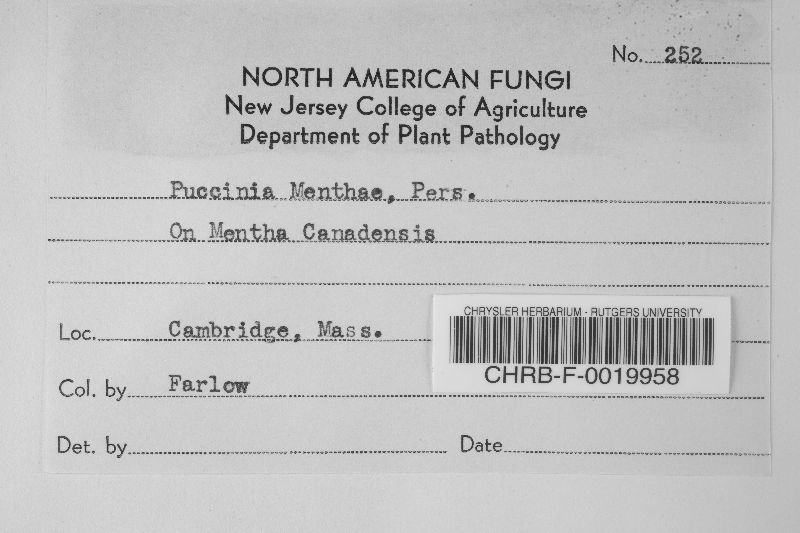 No. 252
NORTH AMERICAN FUNGI
New Jersey College of Agriculture
Department of Plant Pathology
Puccinia Menthae, Pers.
On Mentha Canadensis
Loc. Cambridge, Mass.
CHRYSLER HERBARIUM - RUTGERS UNIVERSITY
CHRB-F-0019958
Col. by Farlow
Det. by
Date